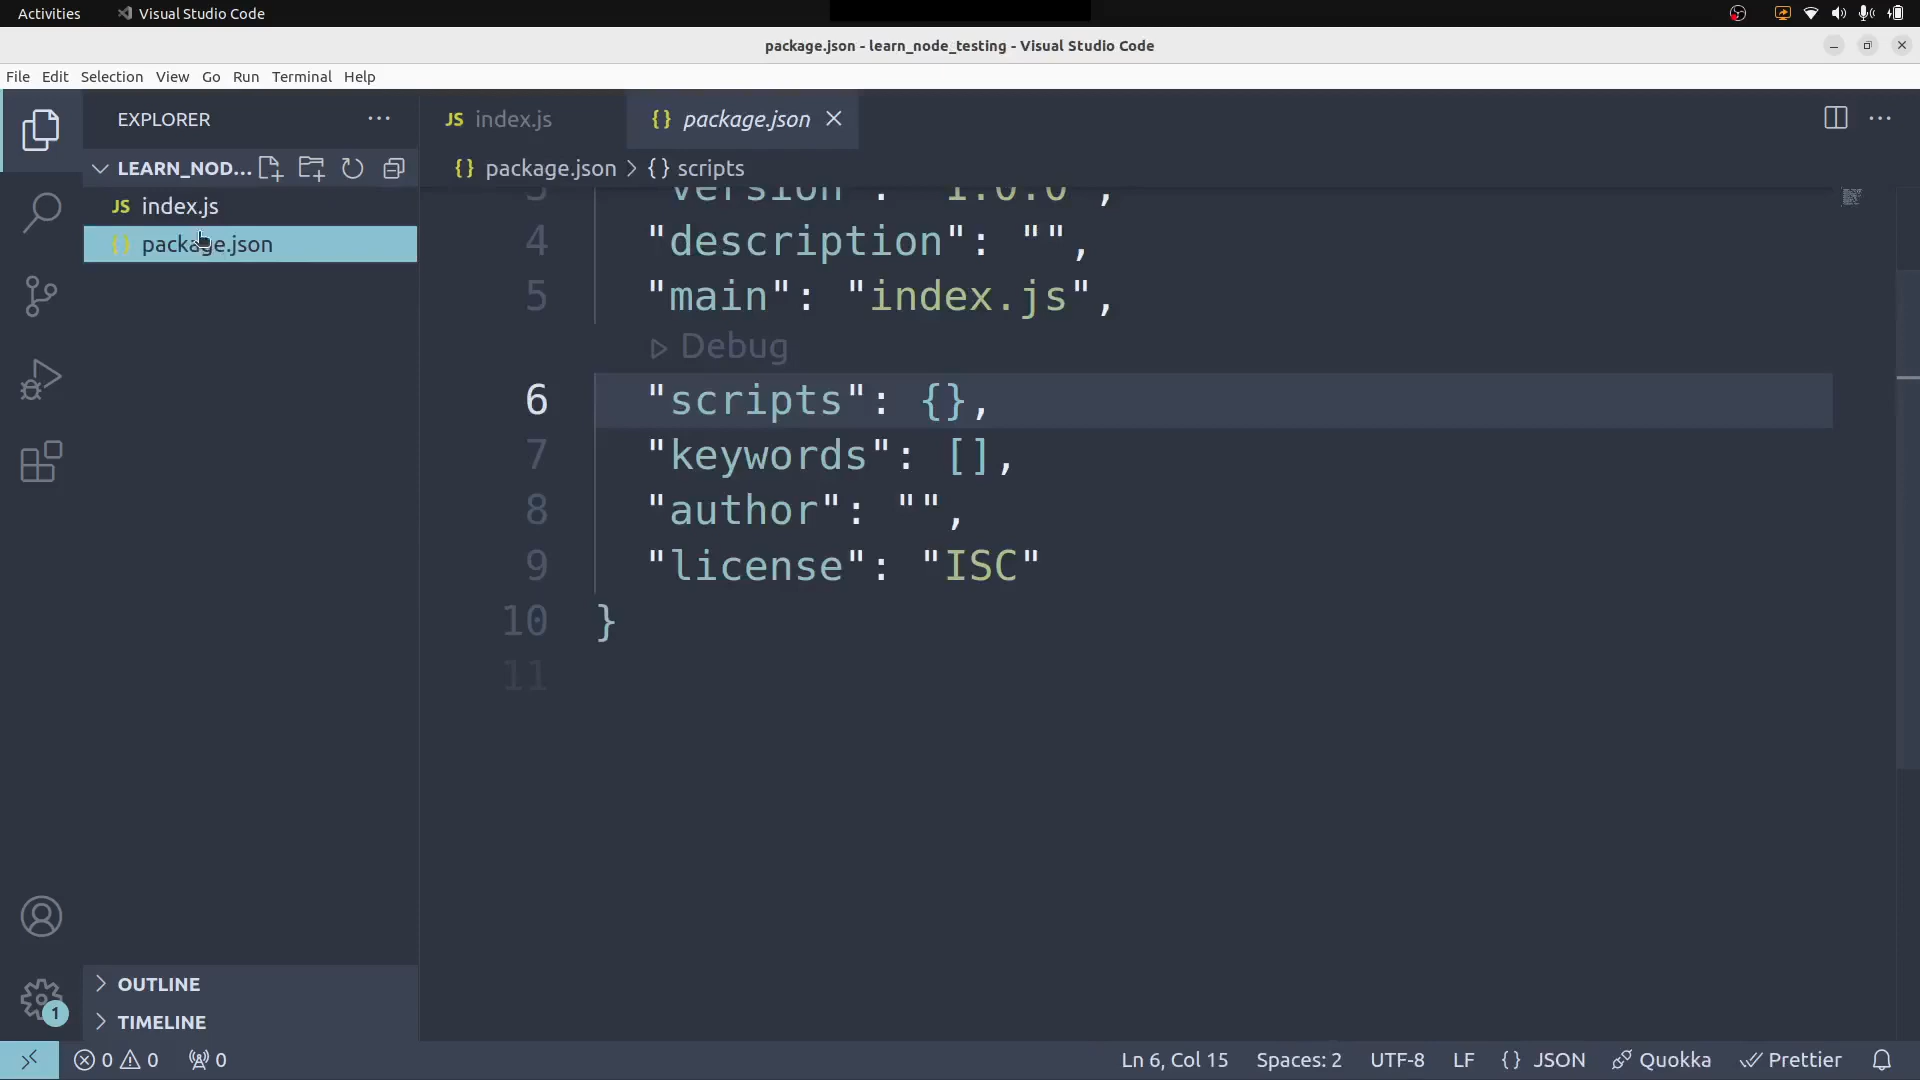 Activities
Visual Studio Code
package.json - learn_node_testing - Visual Studio Code
File Edit Selection View Go Run Terminal Help
EXPLORER
LEARN_NOD...
JS index.js
{} package.json
OUTLINE
TIMELINE
JS index.js
{} package.json
{} package.json > {} scripts
3 "version": "1.0.0",
4 "description": "",
5 "main": "index.js",
Debug
6 "scripts": {},
7 "keywords": [],
8 "author": "",
9 "license": "ISC"
10 }
11
1
0 0 0
Ln 6, Col 15 Spaces: 2 UTF-8 LF {} JSON Quokka Prettier